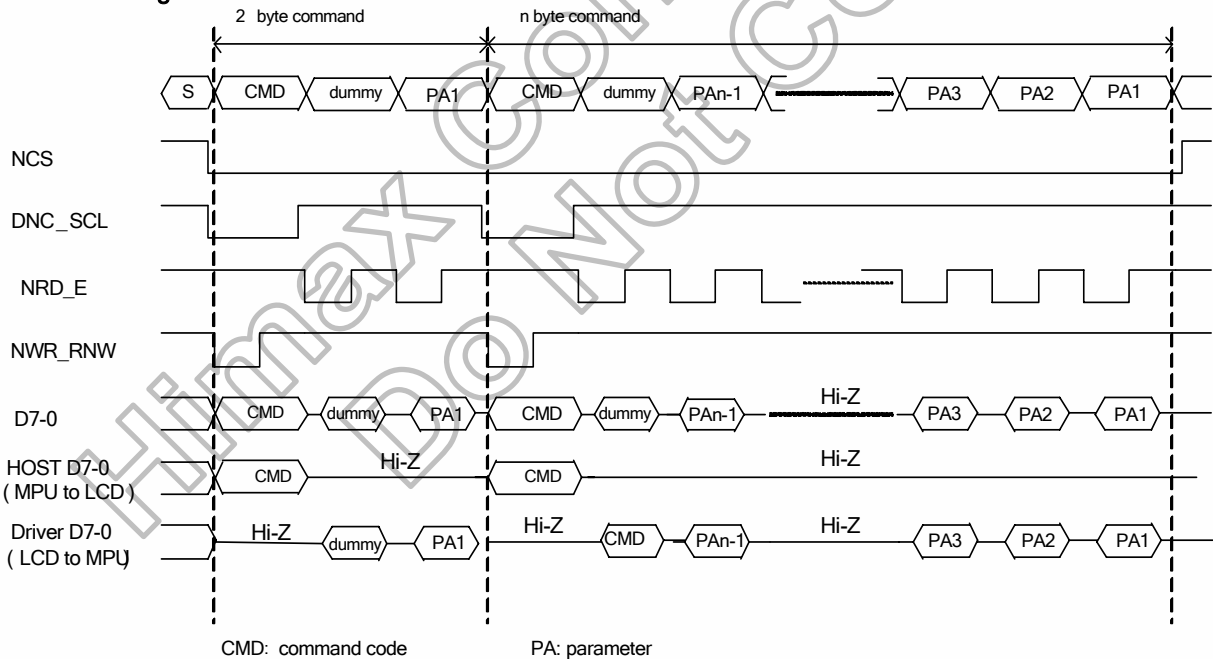 2 byte command n byte command
S CMD dummy PA1 CMD dummy PAn-1 PA3 PA2 PA1
NCS
DNC_SCL
NRD_E
NWR_RNW
D7-0 CMD dummy PA1 CMD dummy PAn-1 Hi-Z PA3 PA2 PA1
HOST D7-0
( MPU to LCD ) CMD Hi-Z CMD Hi-Z
Driver D7-0
( LCD to MPU) Hi-Z dummy PA1 Hi-Z CMD PAn-1 Hi-Z PA3 PA2 PA1
CMD: command code PA: parameter
Himax Con
Do Not C